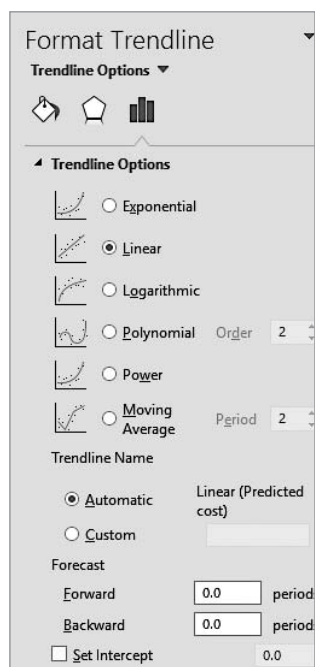 Format Trendline
Trendline Options
Trendline Options
Exponential
Linear
Logarithmic
Polynomial Order 2
Power
Moving
Average Period 2
Trendline Name
Automatic Linear (Predicted
cost)
Custom
Forecast
Forward 0.0 period
Backward 0.0 period
Set Intercept 0.0